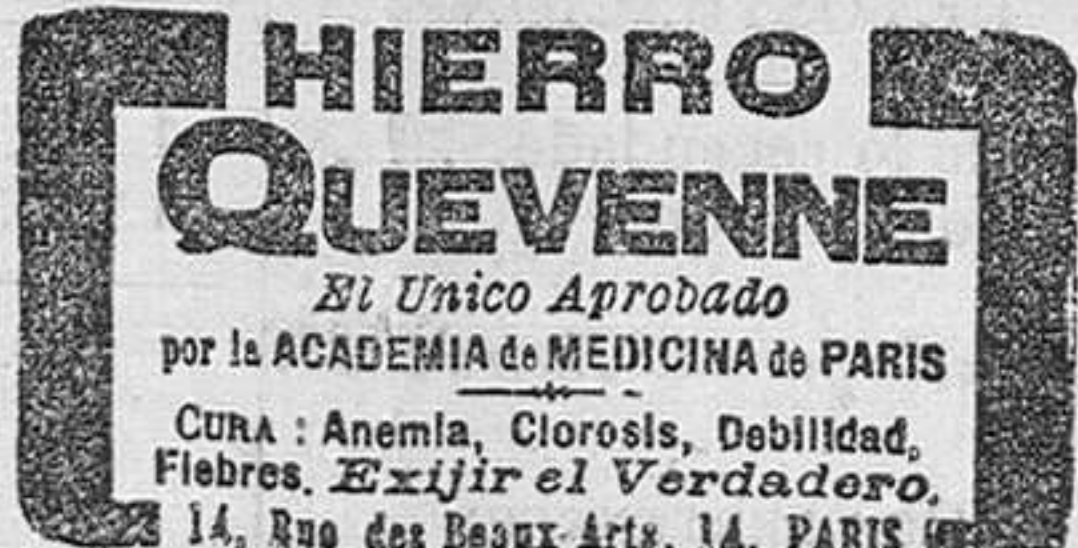 HIERRO
QUEVENNE
El Unico Aprobado
por la ACADEMIA de MEDICINA de PARIS
CURA : Anemia, Clorosis, Debilidad,
Fiebres. Exijir el Verdadero.
14, Rue des Beaux-Arts, 14, PARIS